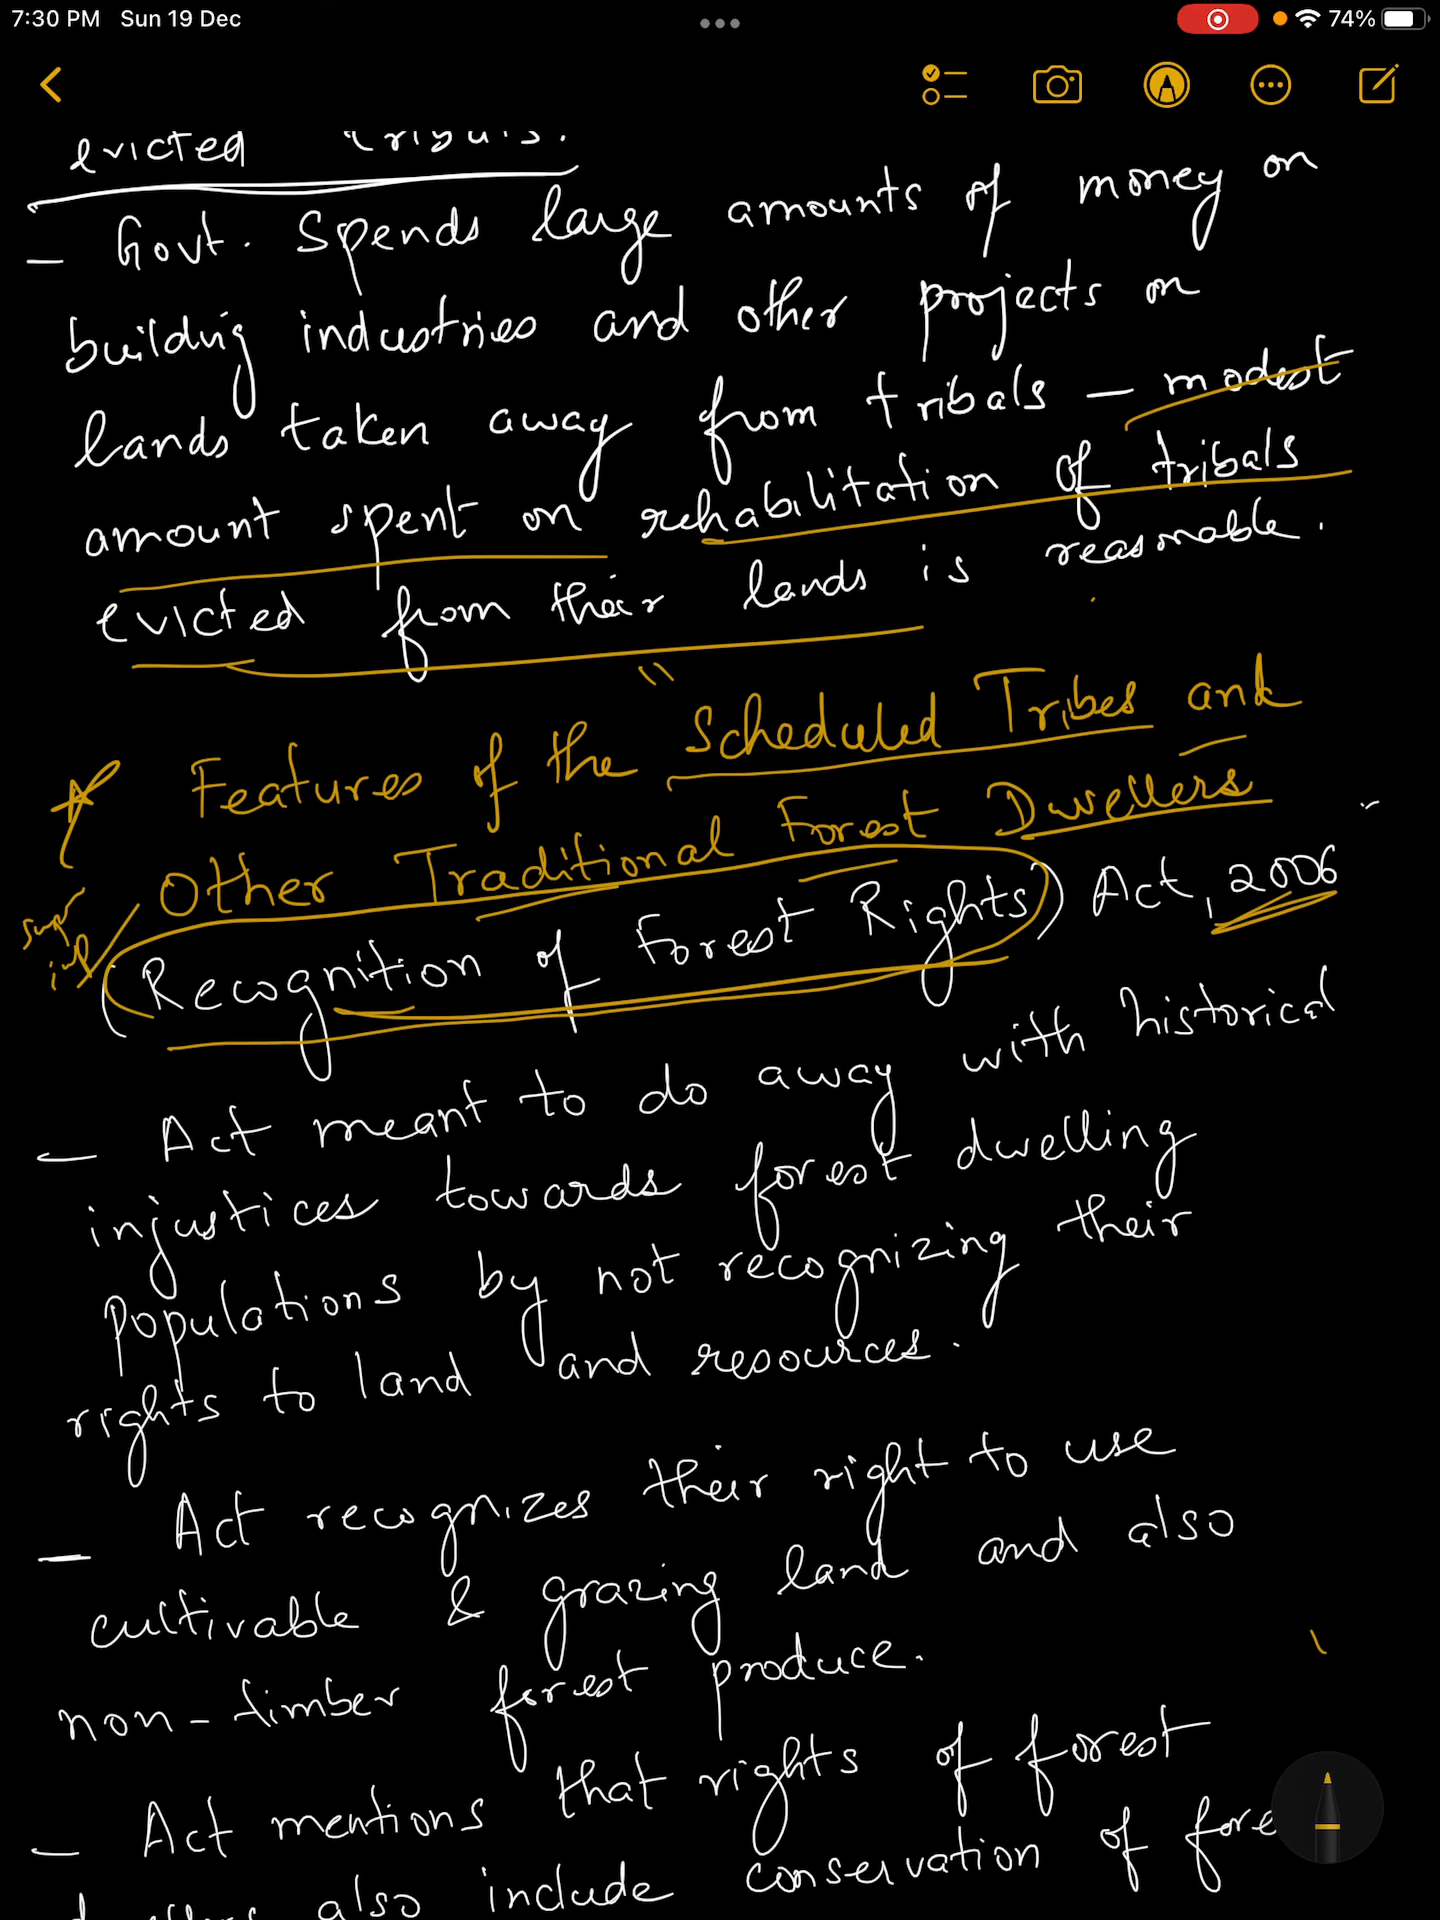 7:30 PM Sun 19 Dec 74%
evicted tribals.
- Govt. Spends large amounts of money on
building industries and other projects on
lands taken away from tribals - modest
amount spent on rehabilitation of tribals
evicted from their lands is reasonable.
Features of the "Scheduled Tribes and
Other Traditional Forest Dwellers
(Recognition of Forest Rights) Act, 2006
- Act meant to do away with historical
injustices towards forest dwelling
populations by not recognizing their
rights to land and resources.
- Act recognizes their right to use
cultivable & grazing land and also
non-timber forest produce.
- Act mentions that rights of forest
also include conservation of fore